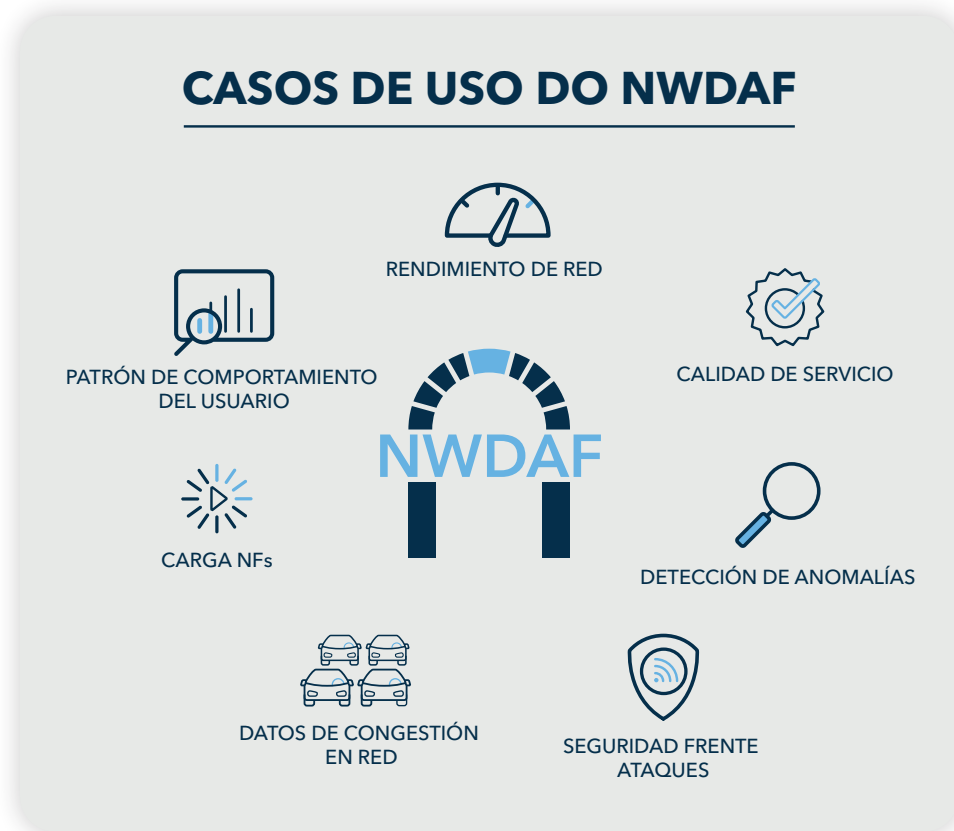 CASOS DE USO DO NWDAF
RENDIMIENTO DE RED
PATRÓN DE COMPORTAMIENTO
DEL USUARIO
CALIDAD DE SERVICIO
NWDAF
CARGA NFs
DETECCIÓN DE ANOMALÍAS
DATOS DE CONGESTIÓN
EN RED
SEGURIDAD FRENTE
ATAQUES